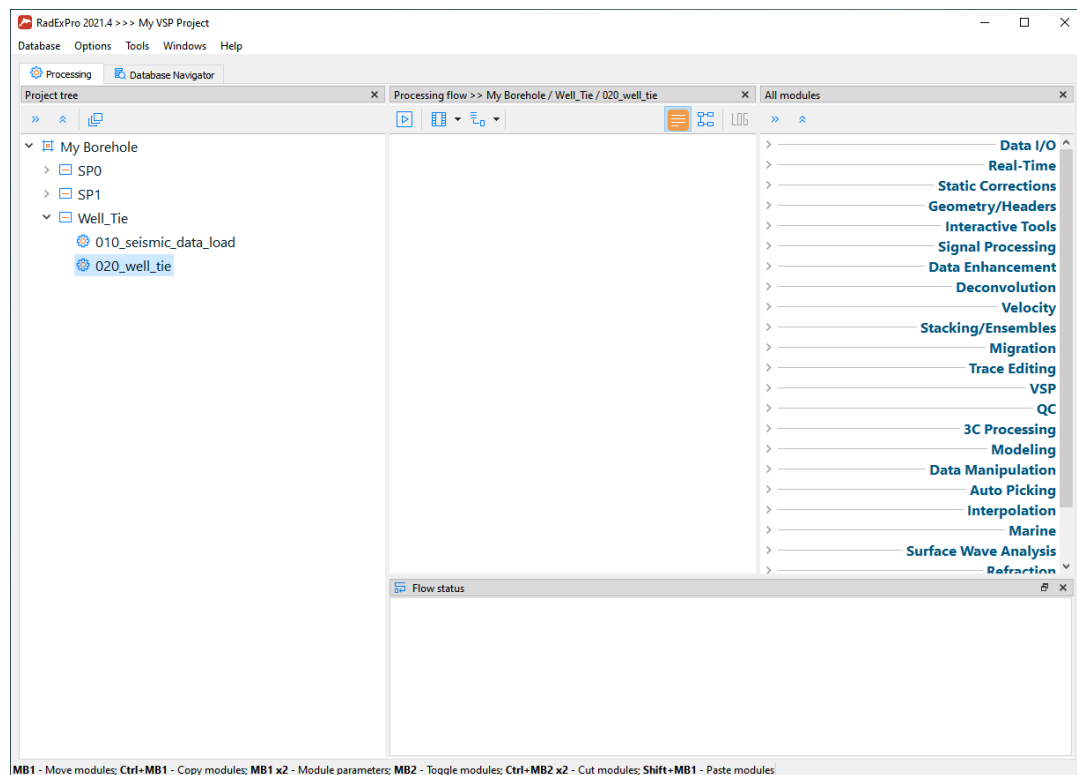 RadExPro 2021.4 >>> My VSP Project
Database Options Tools Windows Help
Processing Database Navigator
Project tree
My Borehole
SP0
SP1
Well_Tie
010_seismic_data_load
020_well_tie
Processing flow >> My Borehole / Well_Tie / 020_well_tie
LOG
All modules
Data I/O
Real-Time
Static Corrections
Geometry/Headers
Interactive Tools
Signal Processing
Data Enhancement
Deconvolution
Velocity
Stacking/Ensembles
Migration
Trace Editing
VSP
QC
3C Processing
Modeling
Data Manipulation
Auto Picking
Interpolation
Marine
Surface Wave Analysis
Refraction
Flow status
MB1 - Move modules; Ctrl+MB1 - Copy modules; MB1 x2 - Module parameters; MB2 - Toggle modules; Ctrl+MB2 x2 - Cut modules; Shift+MB1 - Paste modules